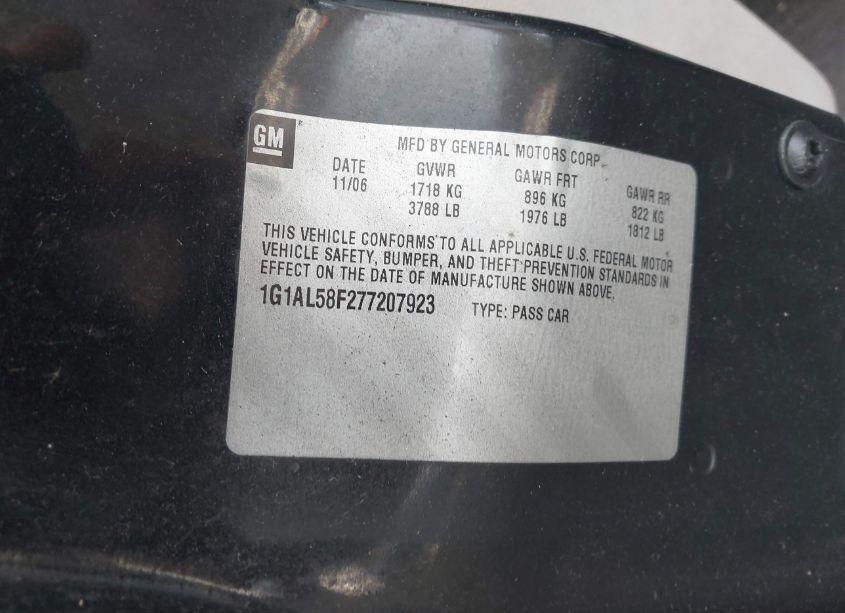 GM
MFD BY GENERAL MOTORS CORP
DATE GVWR GAWR FRT GAWR RR
11/06 1718 KG 896 KG 822 KG
3788 LB 1976 LB 1812 LB
THIS VEHICLE CONFORMS TO ALL APPLICABLE U.S. FEDERAL MOTOR
VEHICLE SAFETY, BUMPER, AND THEFT PREVENTION STANDARDS IN
EFFECT ON THE DATE OF MANUFACTURE SHOWN ABOVE.
1G1AL58F277207923 TYPE: PASS CAR